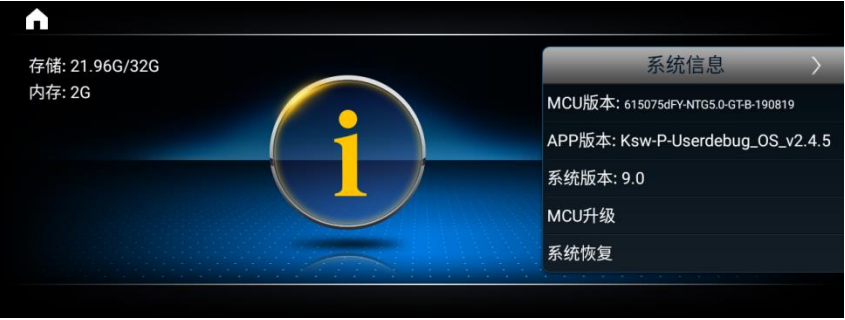 存储: 21.96G/32G
内存: 2G
系统信息
MCU版本: 615075dFY-NTG5.0-GT-B-190819
APP版本: Ksw-P-Userdebug_OS_v2.4.5
系统版本: 9.0
MCU升级
系统恢复